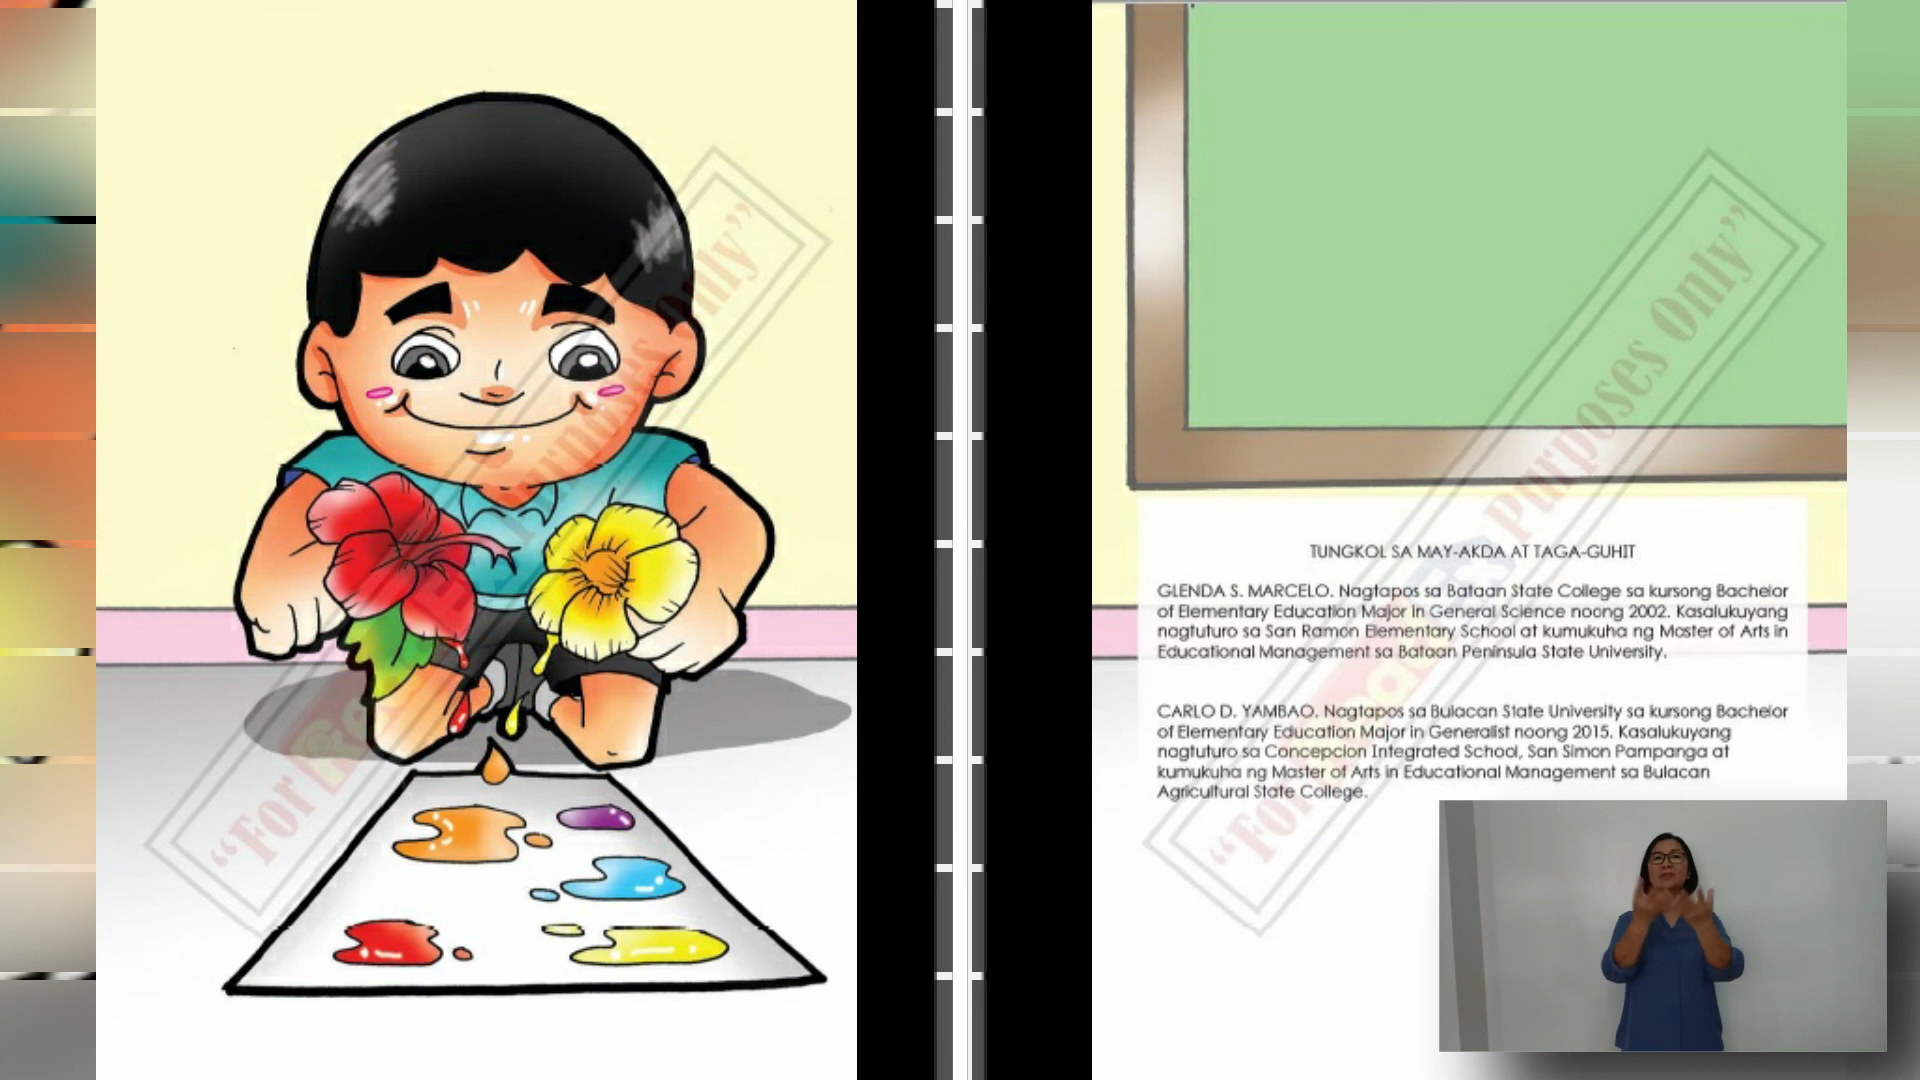 "For Purposes Only"
TUNGKOL SA MAY-AKDA AT TAGA-GUHIT
GLENDA S. MARCELO. Nagtapos sa Bataan State College sa kursong Bachelor
of Elementary Education Major in General Science noong 2002. Kasalukuyang
nagtuturo sa San Ramon Elementary School at kumukuha ng Master of Arts in
Educational Management sa Bataan Peninsula State University.
CARLO D. YAMBAO. Nagtapos sa Bulacan State University sa kursong Bachelor
of Elementary Education Major in Generalist noong 2015. Kasalukuyang
nagtuturo sa Concepcion Integrated School, San Simon Pampanga at
kumukuha ng Master of Arts in Educational Management sa Bulacan
Agricultural State College.
"For Purposes Only"